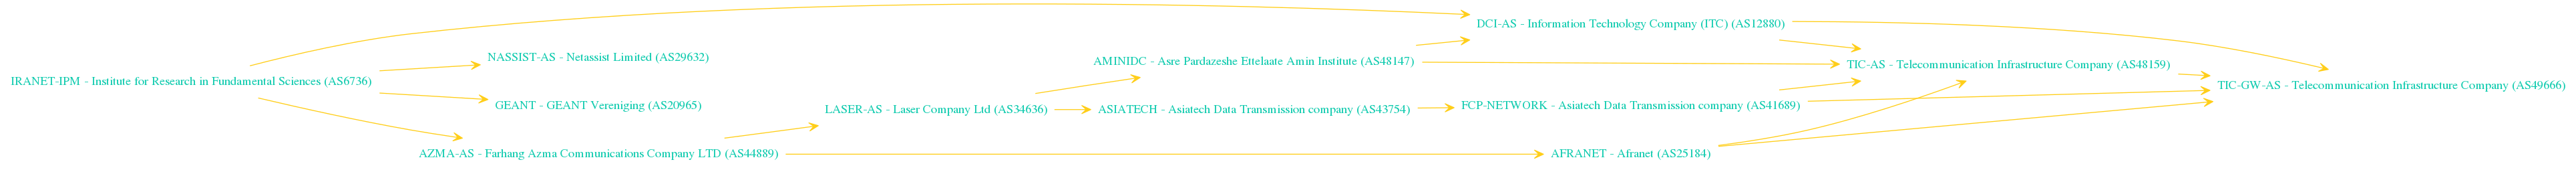 IRANET-IPM - Institute for Research in Fundamental Sciences (AS6736)
NASSIST-AS - Netassist Limited (AS29632)
GEANT - GEANT Vereniging (AS20965)
AZMA-AS - Farhang Azma Communications Company LTD (AS44889)
LASER-AS - Laser Company Ltd (AS34636)
AMINIDC - Asre Pardazeshe Ettelaate Amin Institute (AS48147)
ASIATECH - Asiatech Data Transmission company (AS43754)
DCI-AS - Information Technology Company (ITC) (AS12880)
FCP-NETWORK - Asiatech Data Transmission company (AS41689)
AFRANET - Afranet (AS25184)
TIC-AS - Telecommunication Infrastructure Company (AS48159)
TIC-GW-AS - Telecommunication Infrastructure Company (AS49666)